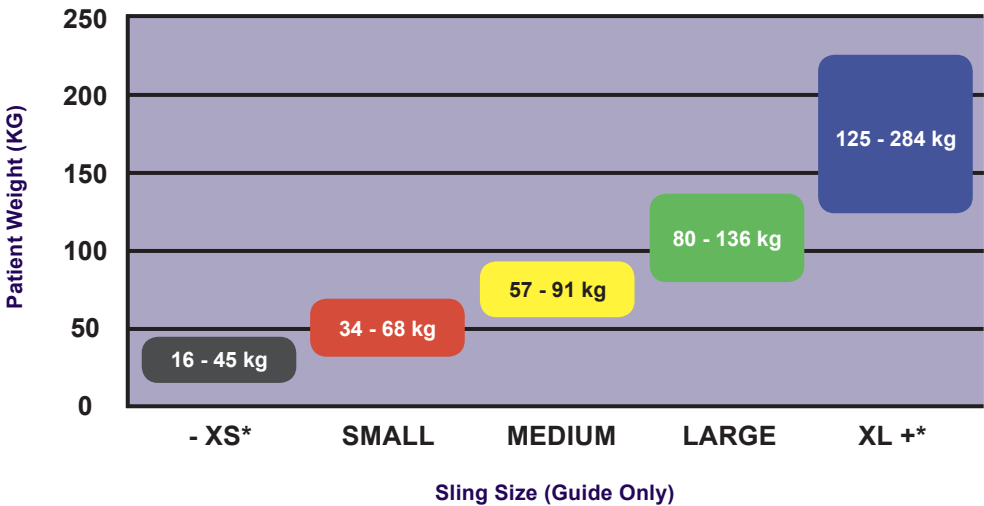 250
200
150
100
50
0
Patient Weight (KG)
125 - 284 kg
80 - 136 kg
57 - 91 kg
34 - 68 kg
16 - 45 kg
- XS*
SMALL
MEDIUM
LARGE
XL +*
Sling Size (Guide Only)